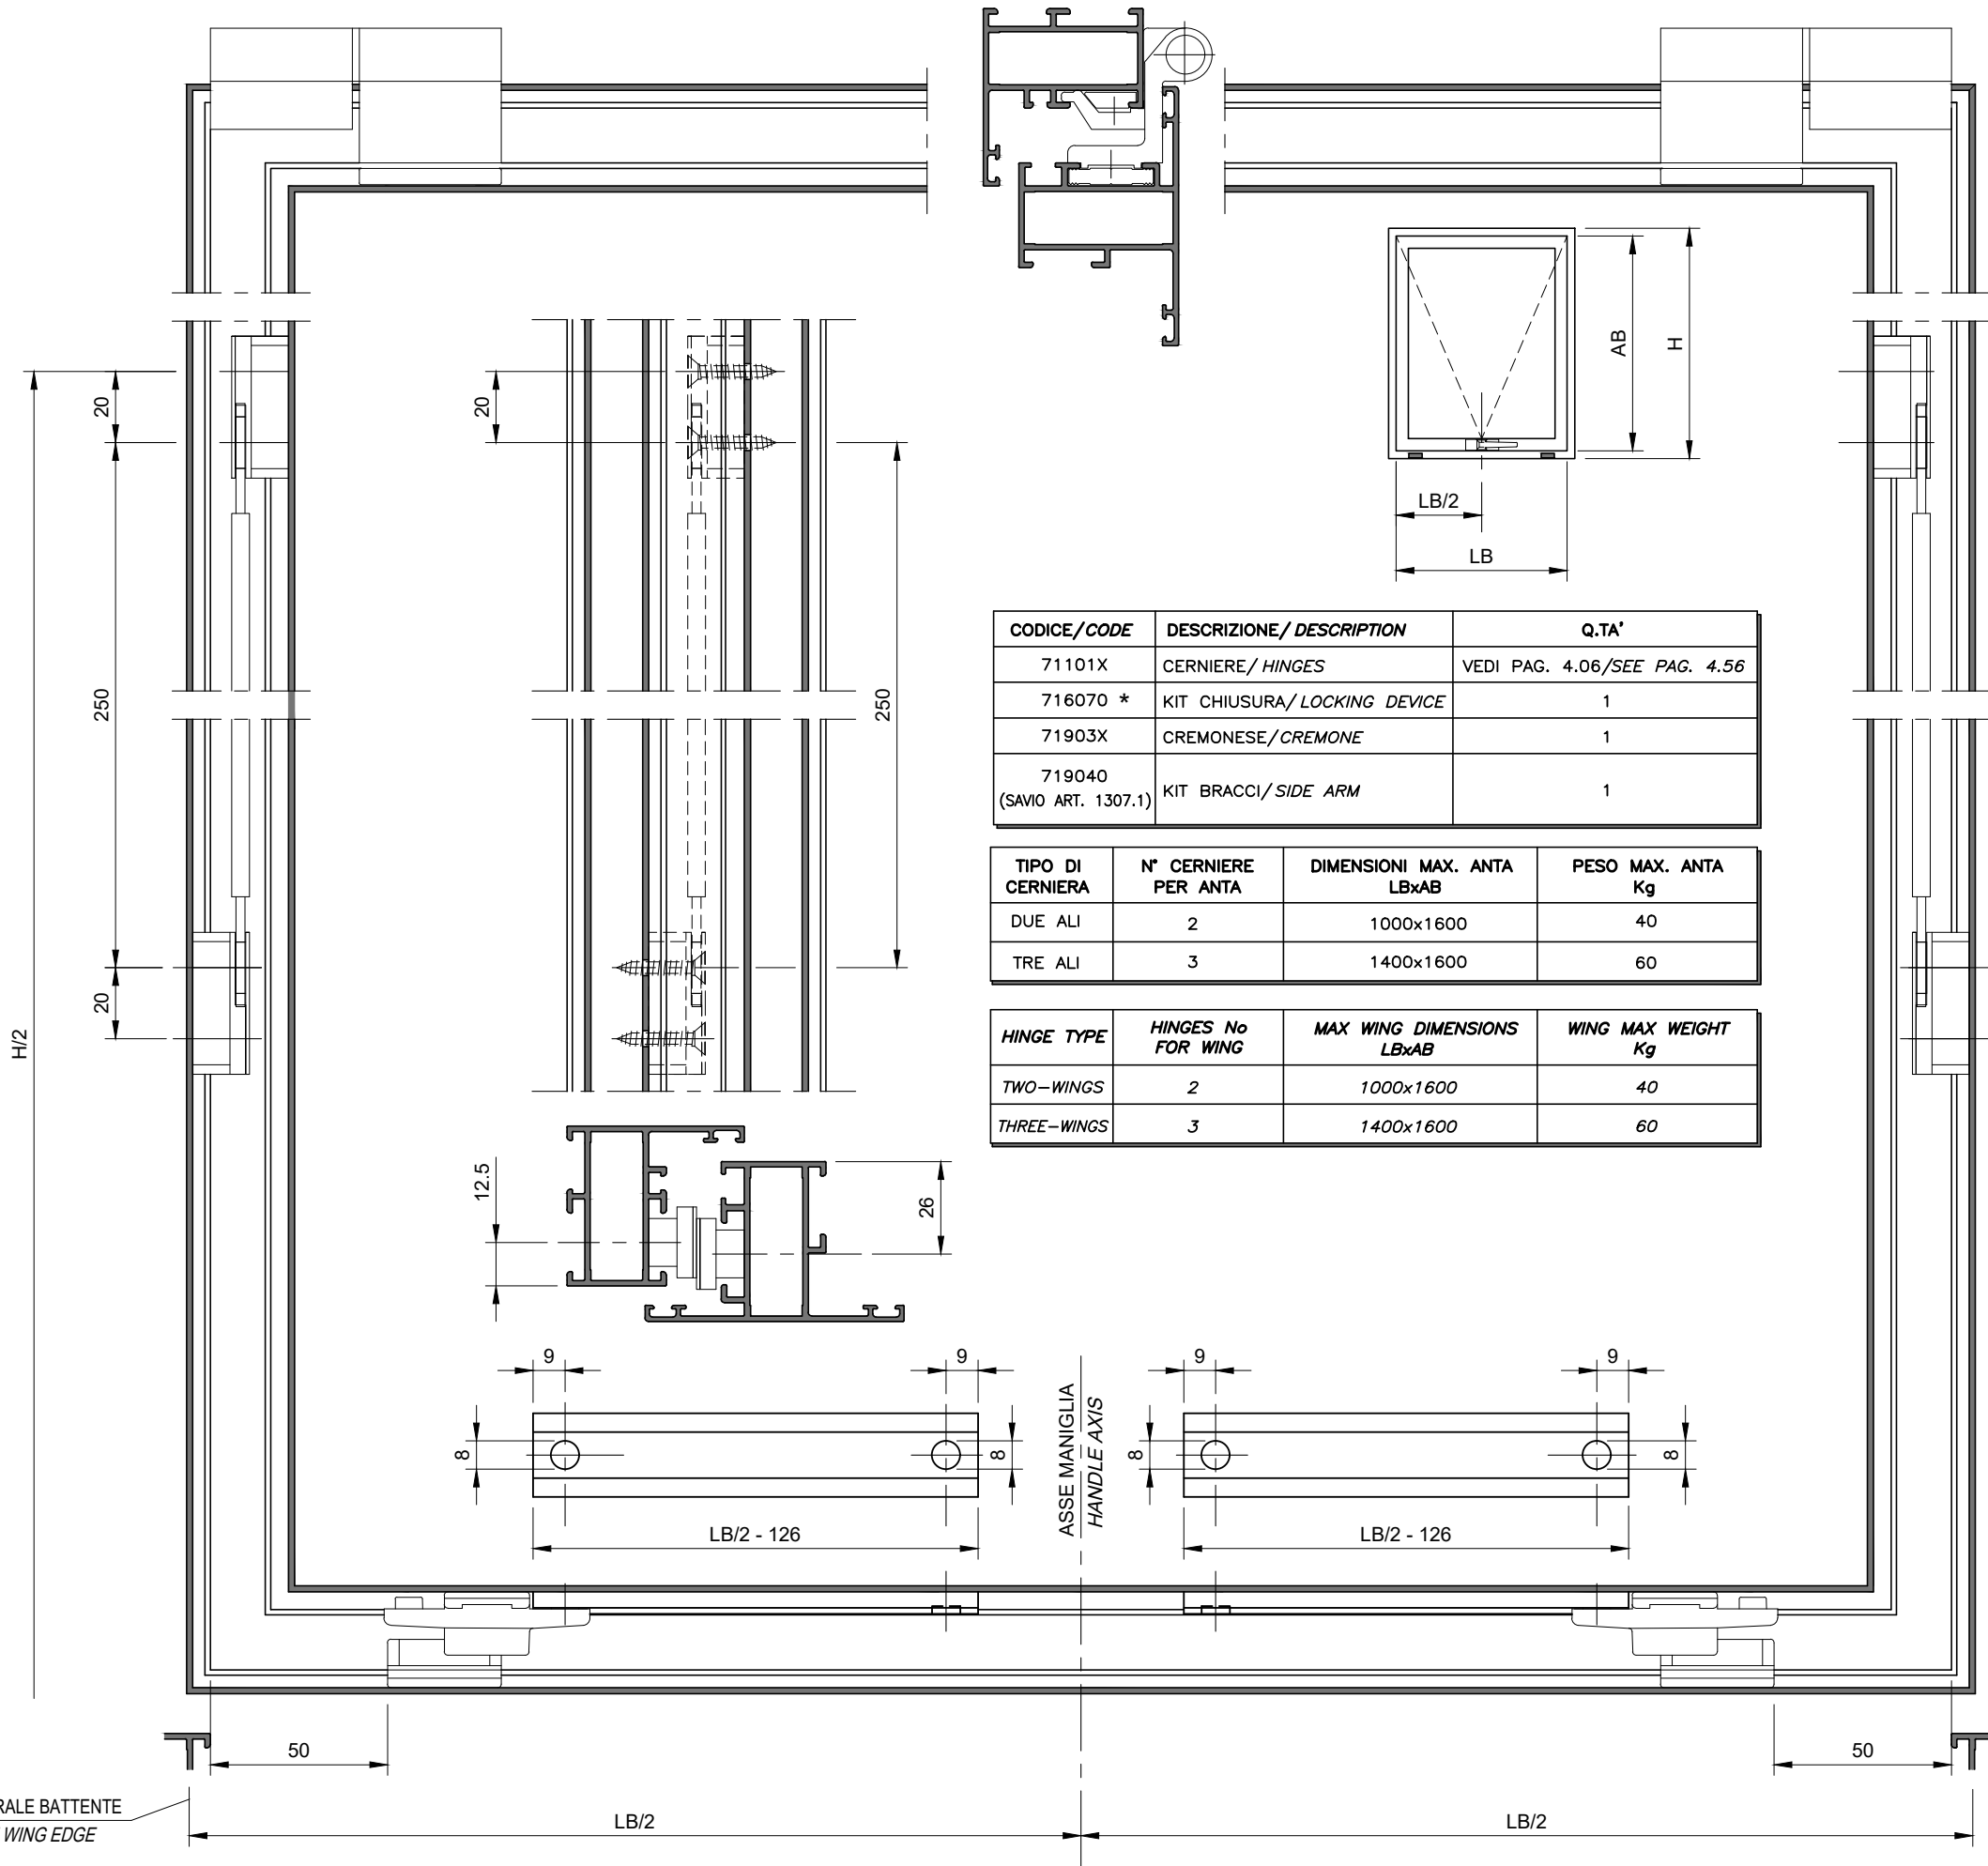 20
20
AB
H
LB/2
LB
CODICE/CODE DESCRIZIONE/DESCRIPTION Q.TA'
71101X CERNIERE/HINGES VEDI PAG. 4.06/SEE PAG. 4.56
716070 * KIT CHIUSURA/LOCKING DEVICE 1
71903X CREMONESE/CREMONE 1
719040
(SAVIO ART. 1307.1) KIT BRACCI/SIDE ARM 1
250
250
TIPO DI CERNIERA N° CERNIERE PER ANTA DIMENSIONI MAX. ANTA LBxAB PESO MAX. ANTA Kg
DUE ALI 2 1000x1600 40
TRE ALI 3 1400x1600 60
20
H/2
HINGE TYPE HINGES No FOR WING MAX WING DIMENSIONS LBxAB WING MAX WEIGHT Kg
TWO-WINGS 2 1000x1600 40
THREE-WINGS 3 1400x1600 60
12.5
26
9 9 9 9
8 8 8 8
ASSE MANIGLIA
HANDLE AXIS
LB/2 - 126 LB/2 - 126
50 50
RALE BATTENTE
WING EDGE
LB/2 LB/2